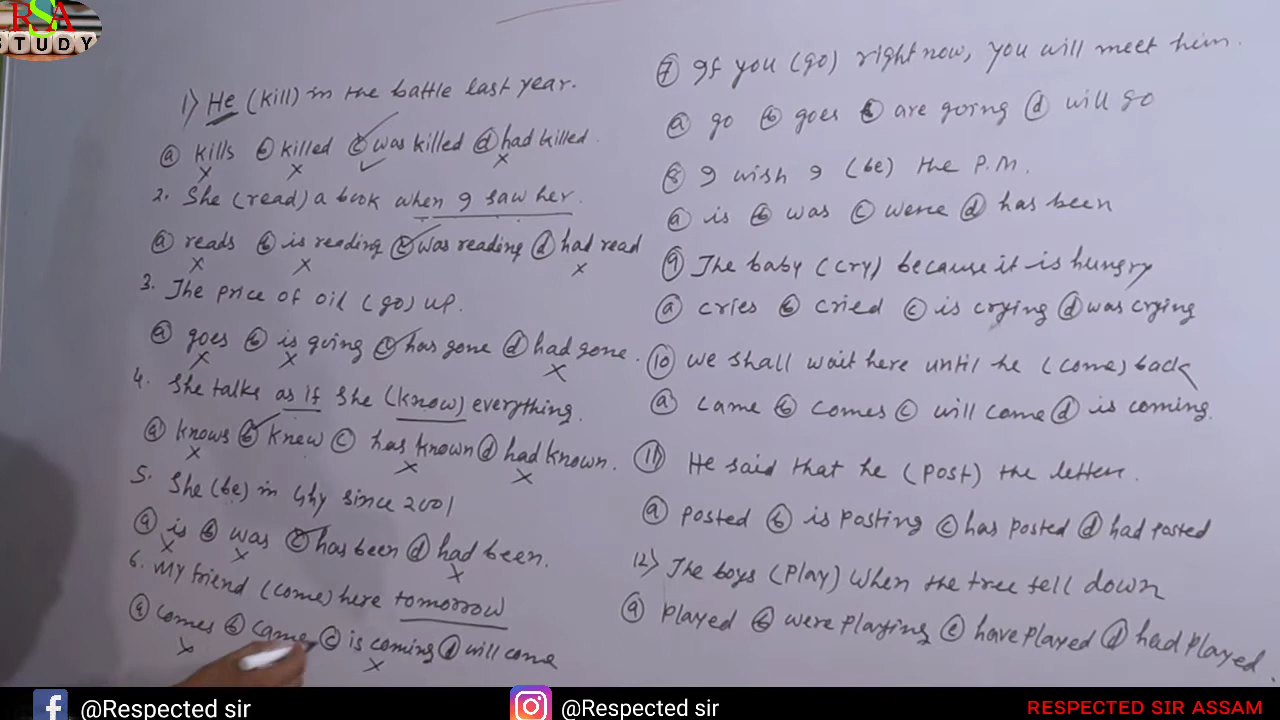 RSA
STUDY
1) He (kill) in the battle last year.
(a) kills (b) killed (c) was killed (d) had killed.
2. She (read) a book when I saw her.
(a) reads (b) is reading (c) was reading (d) had read
3. The price of oil (go) up.
(a) goes (b) is going (c) has gone (d) had gone.
4. She talks as if she (know) everything.
(a) knows (b) knew (c) has known (d) had known.
5. She (be) in Ghy since 2001
(a) is (b) was (c) has been (d) had been.
6. My friend (come) here tomorrow
(a) comes (b) came (c) is coming (d) will come
(7) If you (go) right now, you will meet him.
(a) go (b) goes (c) are going (d) will go
(8) I wish I (be) the P.M.
(a) is (b) was (c) were (d) has been
(9) The baby (cry) because it is hungry
(a) cries (b) cried (c) is crying (d) was crying
(10) we shall wait here until he (come) back
(a) came (b) comes (c) will come (d) is coming.
(11) He said that he (post) the letters.
(a) posted (b) is posting (c) has posted (d) had posted
12) The boys (play) when the tree fell down
(a) played (b) were playing (c) have played (d) had played.
@Respected sir
@Respected sir
RESPECTED SIR ASSAM